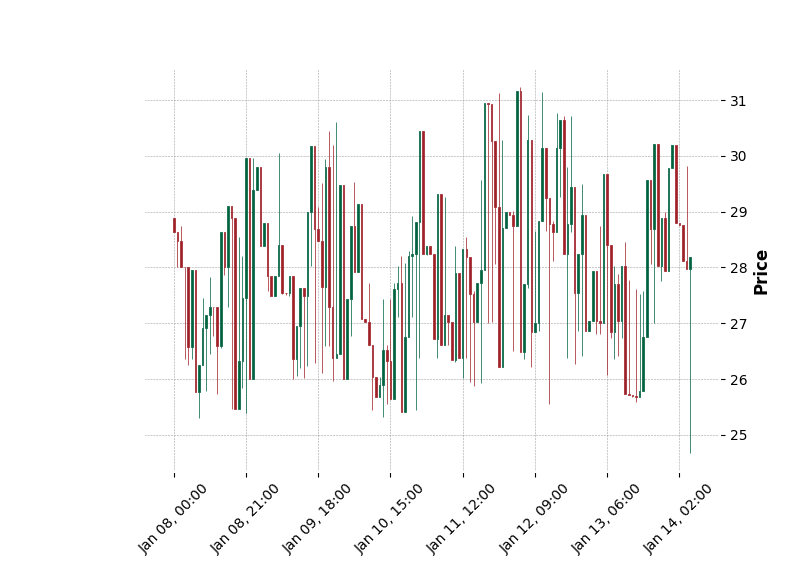 31
30
29
28
27
26
25
Price
Jan 08, 00:00
Jan 08, 21:00
Jan 09, 18:00
Jan 10, 15:00
Jan 11, 12:00
Jan 12, 09:00
Jan 13, 06:00
Jan 14, 02:00